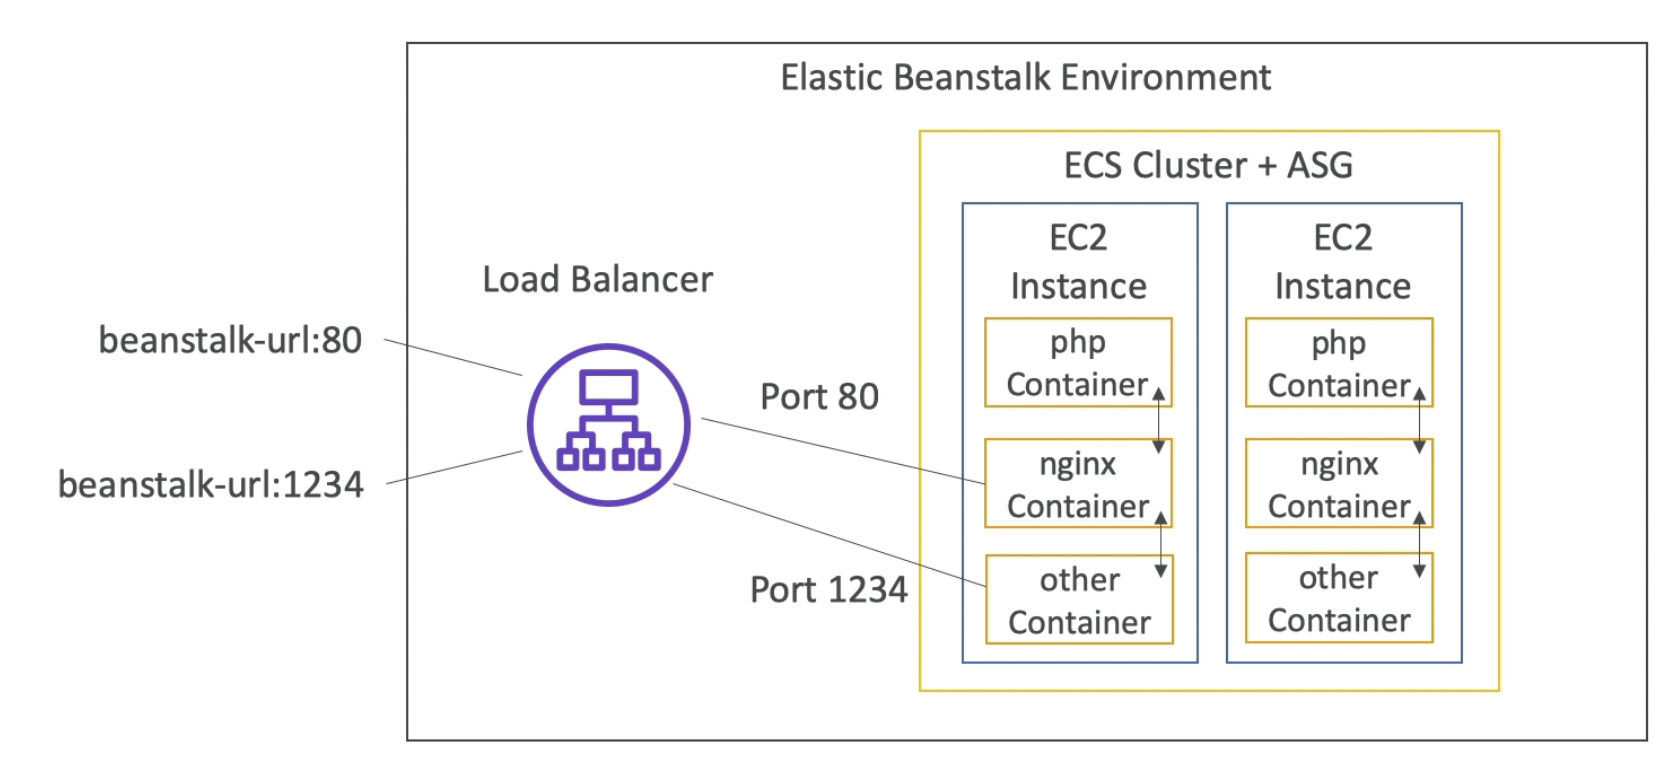 Elastic Beanstalk Environment
ECS Cluster + ASG
EC2
Instance
EC2
Instance
Load Balancer
beanstalk-url:80
beanstalk-url:1234
Port 80
Port 1234
php
Container
nginx
Container
other
Container
php
Container
nginx
Container
other
Container